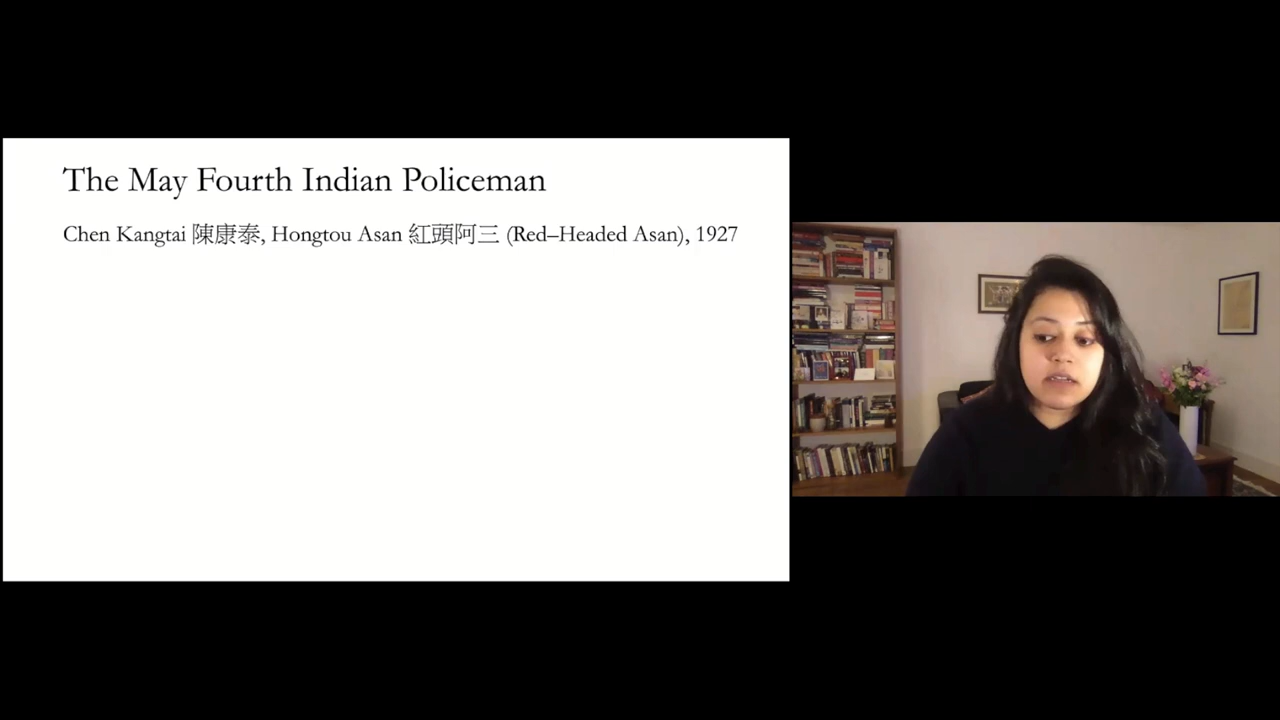 The May Fourth Indian Policeman
Chen Kangtai 陳康泰, Hongtou Asan 紅頭阿三 (Red–Headed Asan), 1927